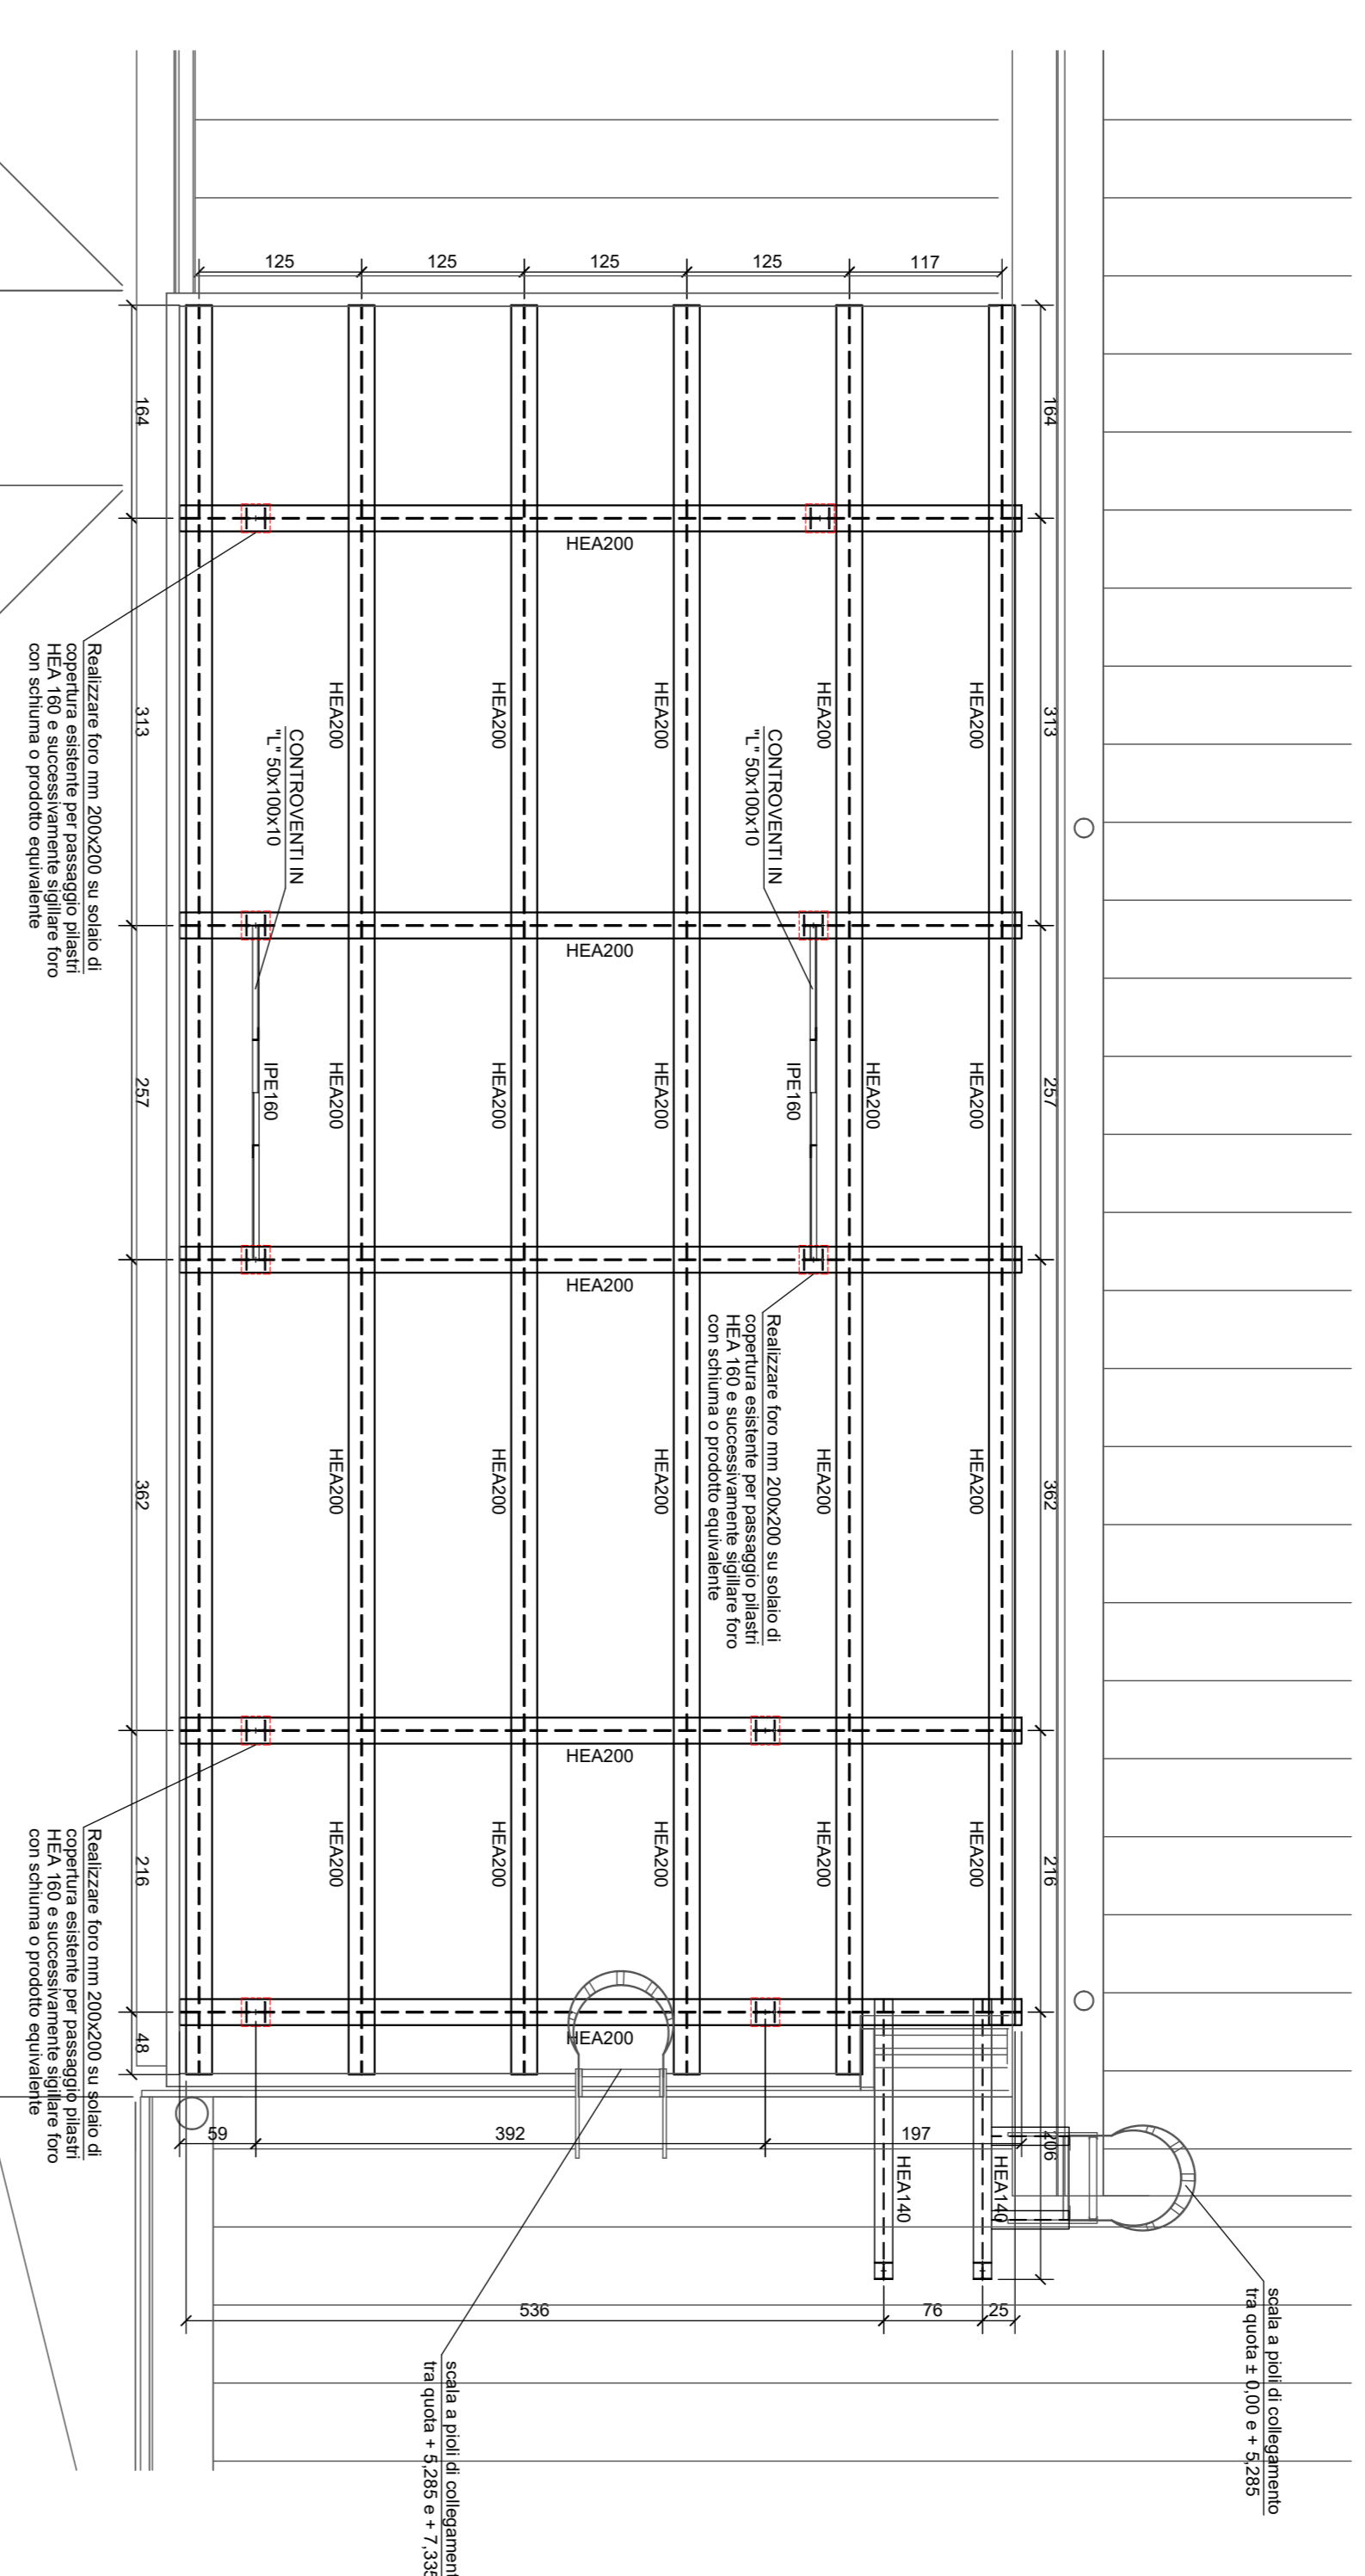 125
125
125
125
117
164
164
HEA200
313
313
HEA200
HEA200
HEA200
HEA200
HEA200
Realizzare foro mm 200x200 su solaio di
copertura esistente per passaggio pilastri
HEA 160 e successivamente sigillare foro
con schiuma o prodotto equivalente
CONTROVENTI IN
"L" 50x100x10
CONTROVENTI IN
"L" 50x100x10
HEA200
257
257
IPE160
HEA200
HEA200
HEA200
IPE160
HEA200
HEA200
HEA200
Realizzare foro mm 200x200 su solaio di
copertura esistente per passaggio pilastri
HEA 160 e successivamente sigillare foro
con schiuma o prodotto equivalente
362
362
HEA200
HEA200
HEA200
HEA200
HEA200
HEA200
216
216
HEA200
HEA200
HEA200
HEA200
HEA200
Realizzare foro mm 200x200 su solaio di
copertura esistente per passaggio pilastri
HEA 160 e successivamente sigillare foro
con schiuma o prodotto equivalente
48
HEA200
59
392
197
206
HEA140
HEA140
536
76
25
scala a pioli di collegamento
tra quota ± 0,00 e + 5,285
scala a pioli di collegament
tra quota + 5,285 e + 7,335